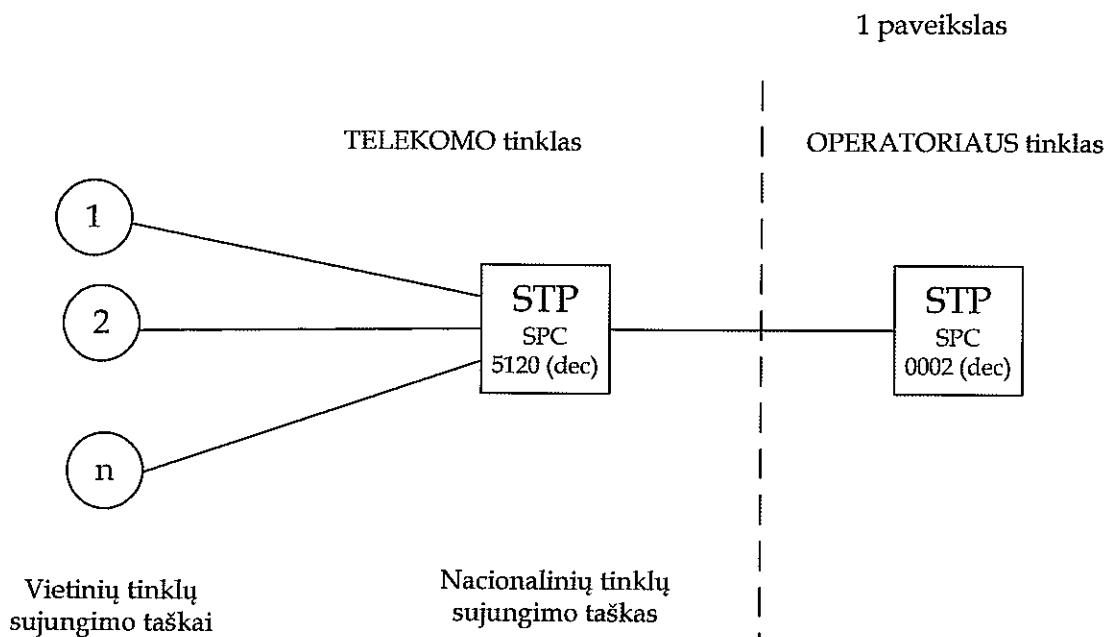 1 paveikslas
TELEKOMO tinklas
OPERATORIAUS tinklas
1
2
n
STP
SPC
5120 (dec)
STP
SPC
0002 (dec)
Vietinių tinklų
sujungimo taškai
Nacionalinių tinklų
sujungimo taškas